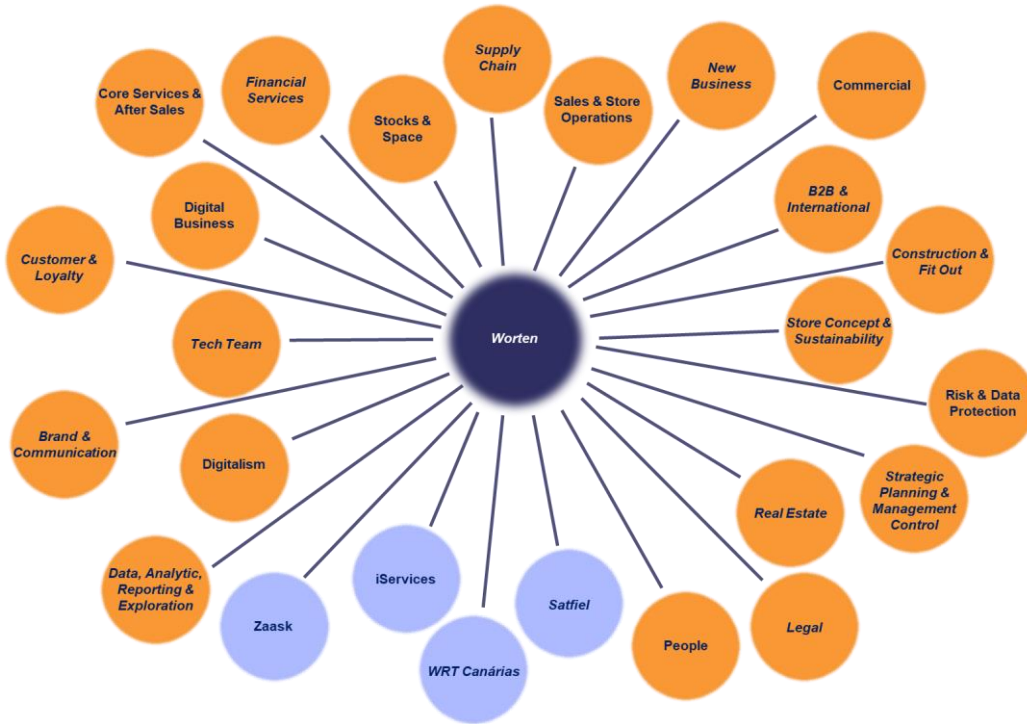 Supply
Chain
Financial
Services
New
Business
Commercial
Core Services &
After Sales
Stocks &
Space
Sales & Store
Operations
B2B &
International
Digital
Business
Customer &
Loyalty
Construction &
Fit Out
Tech Team
Worten
Store Concept &
Sustainability
Risk & Data
Protection
Brand &
Communication
Digitalism
Strategic
Planning &
Management
Control
Real Estate
Data, Analytic,
Reporting &
Exploration
iServices
Satfiel
Zaask
WRT Canárias
People
Legal